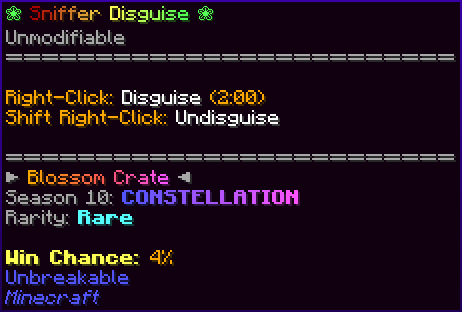 ❀ Sniffer Disguise ❀
Unmodifiable
===================================
Right-Click: Disguise (2:00)
Shift Right-Click: Undisguise
===================================
► Blossom Crate ◄
Season 10: CONSTELLATION
Rarity: Rare
Win Chance: 4%
Unbreakable
Minecraft